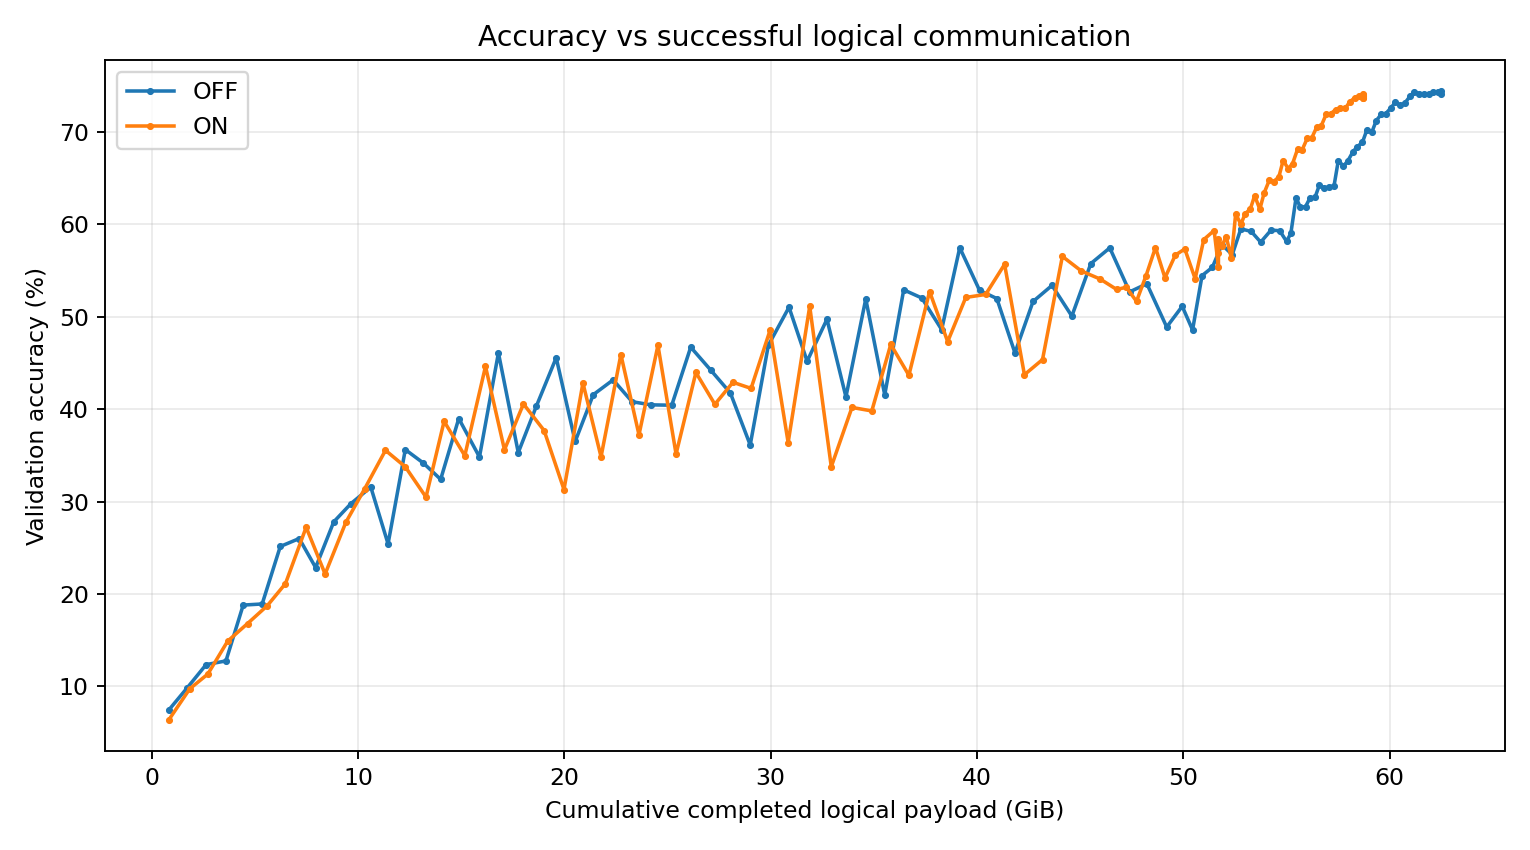 Accuracy vs successful logical communication
OFF
ON
Validation accuracy (%)
70
60
50
40
30
20
10
0 10 20 30 40 50 60
Cumulative completed logical payload (GiB)